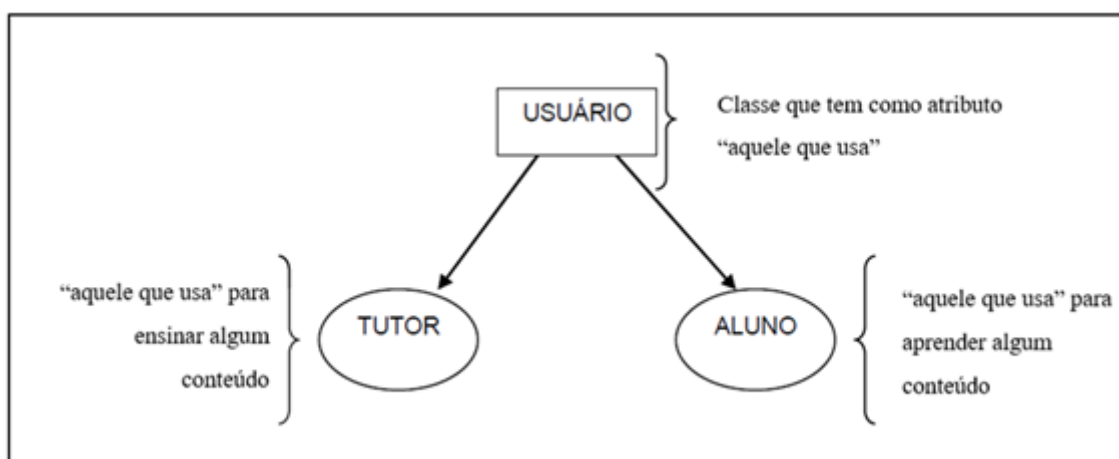 USUÁRIO
Classe que tem como atributo
“aquele que usa”
“aquele que usa” para
ensinar algum
conteúdo
TUTOR
ALUNO
“aquele que usa” para
aprender algum
conteúdo